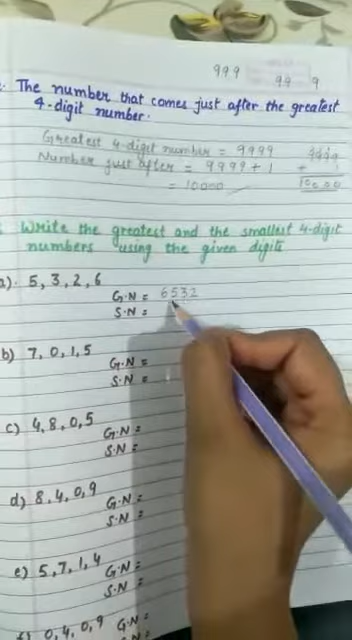 999 99 9
The number that comes just after the greatest
4-digit number.
Greatest 4-digit number = 9999 9999
Number just after = 9999 + 1 + 1
= 10000 10000
Write the greatest and the smallest 4-digit
numbers using the given digits
a). 5, 3, 2, 6
G.N = 6532
S.N =
b) 7, 0, 1, 5
G.N =
S.N =
c) 4, 8, 0, 5
G.N =
S.N =
d) 8, 4, 0, 9
G.N =
S.N =
e) 5, 7, 1, 4
G.N =
S.N =
f) 0, 4, 0, 9 G.N =
S.N =